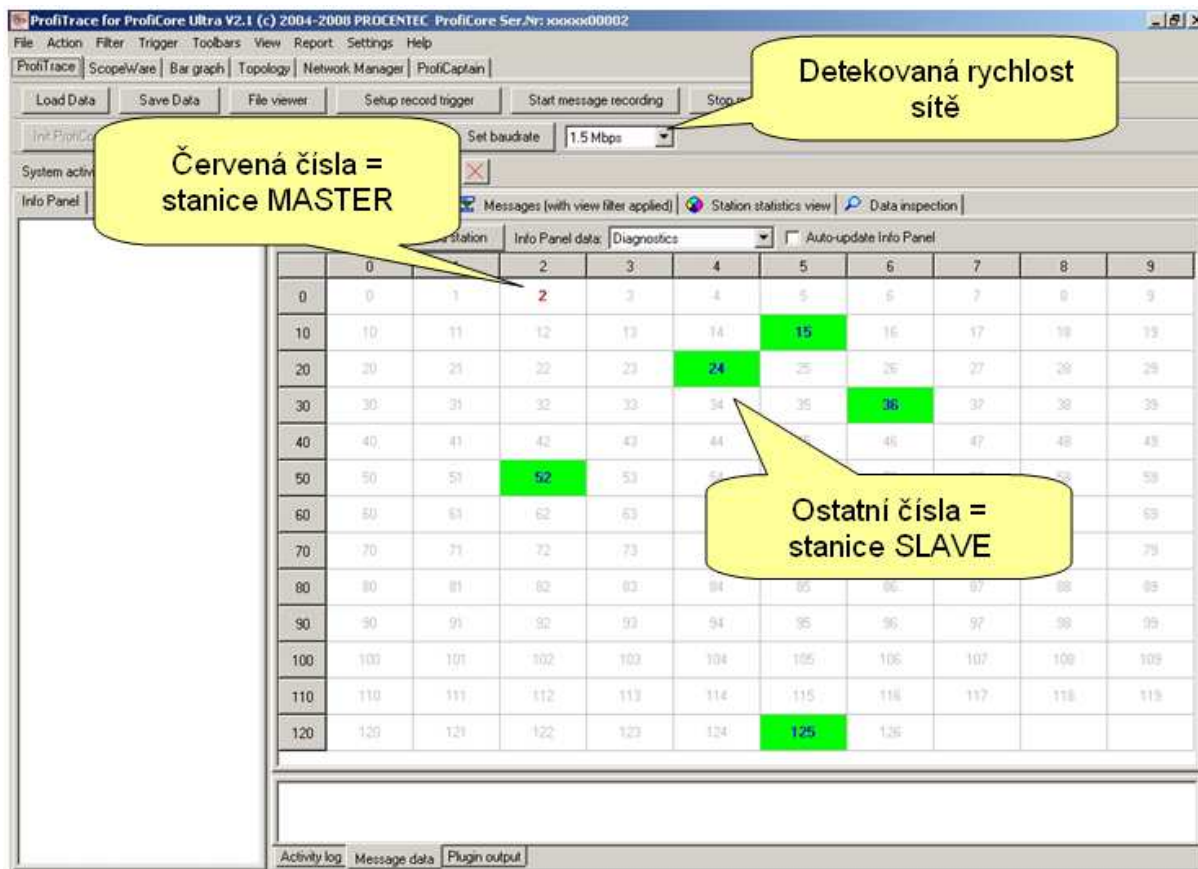 ProfiTrace for ProfiCore Ultra V2.1 (c) 2004-2008 PROCENTEC ProfiCore Ser.Nr: xxxxx00002
File Action Filter Trigger Toolbars View Report Settings Help
ProfiTrace ScopeWare Bar graph Topology Network Manager ProfiCaptain
Detekovaná rychlost
sítě
Load Data Save Data File viewer Setup record trigger Start message recording Stop
Set baudrate 1.5 Mbps
Červená čísla =
stanice MASTER
System
Info Panel Messages (with view filter applied) Station statistics view Data inspection
station Info Panel data: Diagnostics Auto-update Info Panel
0 2 3 4 5 6 7 8 9
0 0 1 2 3 4 5 6 7 8 9
10 10 11 12 13 14 15 16 17 18 19
20 20 21 22 23 24 25 26 27 28 29
30 30 31 32 33 34 35 36 37 38 39
40 40 41 42 43 44 46 47 48 49
50 50 51 52 53 59
Ostatní čísla =
stanice SLAVE
60 60 61 62 63 69
70 70 71 72 73 79
80 80 81 82 83 84 85 86 87 88 89
90 90 91 92 93 94 95 96 97 98 99
100 100 101 102 103 104 105 106 107 108 109
110 110 111 112 113 114 115 116 117 118 119
120 120 121 122 123 124 125 126
Activity log Message data Plugin output